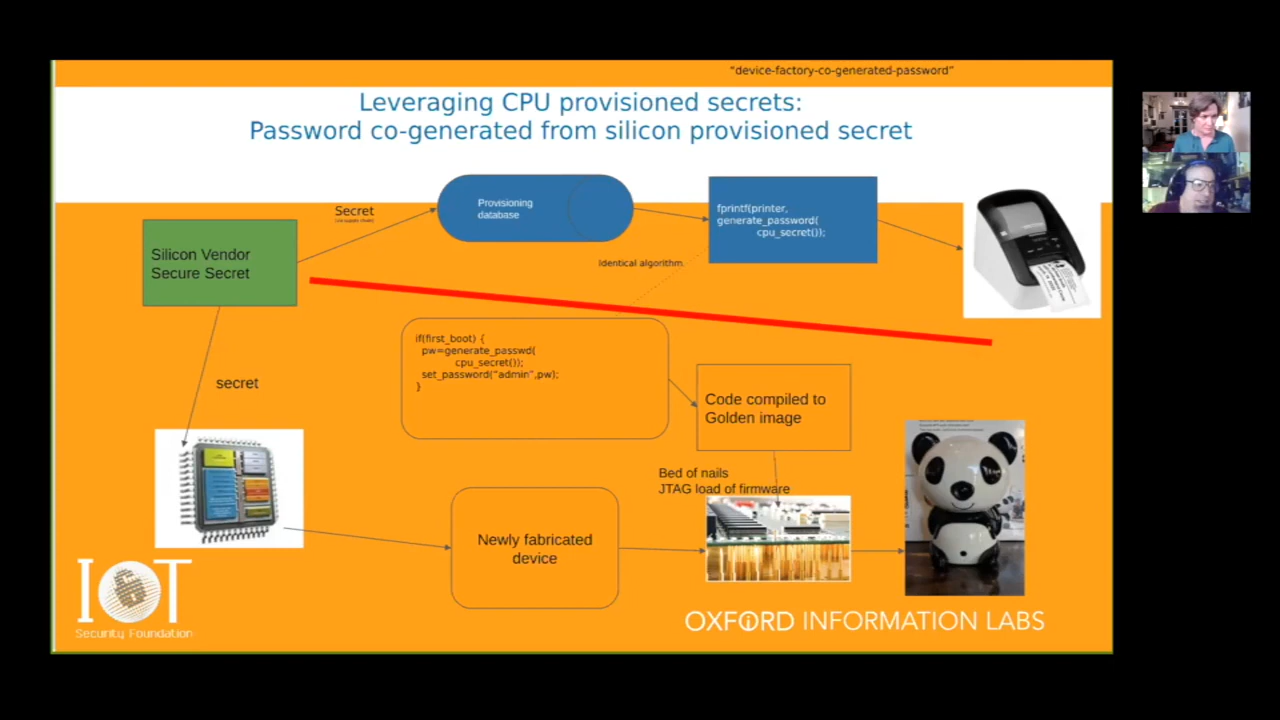 "device-factory-co-generated-password"
Leveraging CPU provisioned secrets:
Password co-generated from silicon provisioned secret
Secret
Provisioning
database
fprintf(printer,
generate_password(
cpu_secret());
Silicon Vendor
Secure Secret
Identical algorithm.
if(first_boot) {
pw=generate_passwd(
cpu_secret());
set_password("admin",pw);
}
secret
Code compiled to
Golden image
Bed of nails
JTAG load of firmware
Newly fabricated
device
IOT
Security Foundation
OXFORD INFORMATION LABS